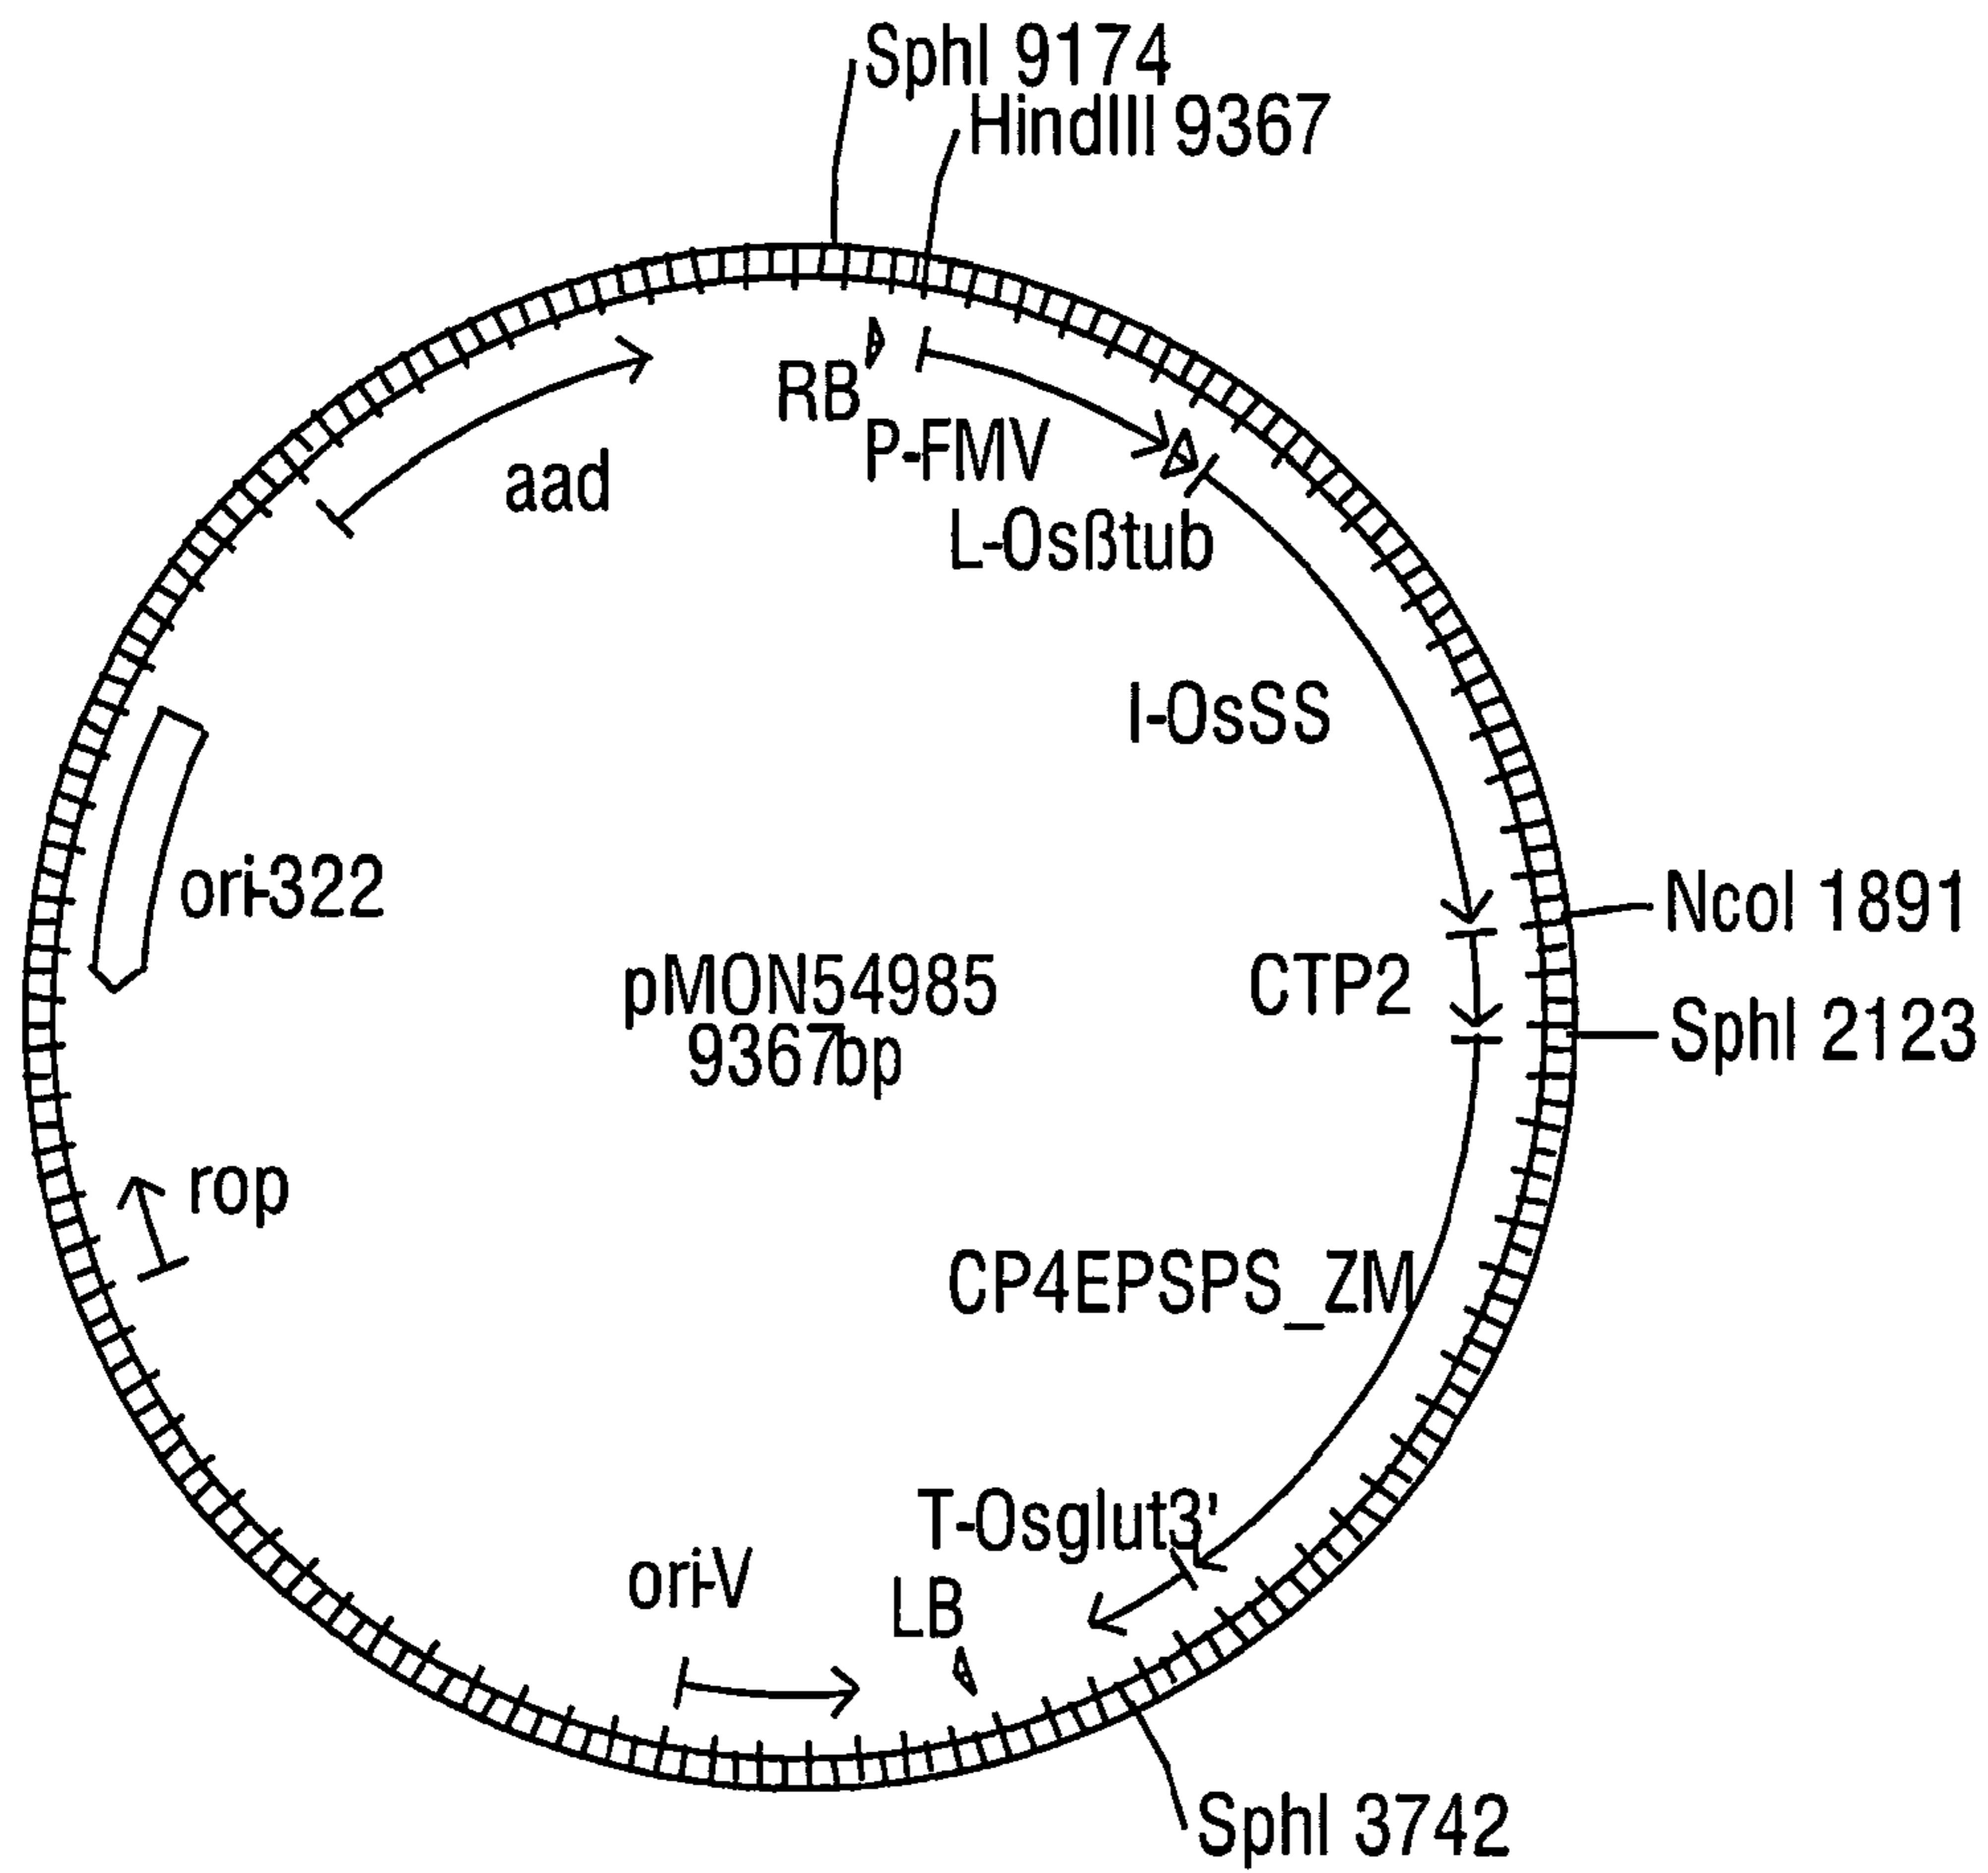 SphI 9174
HindIII 9367
RB
P-FMV
aad
L-Osßtub
I-OsSS
ori-322
NcoI 1891
pMON54985
9367bp
CTP2
SphI 2123
rop
CP4EPSPS_ZM
T-Osglut3'
ori-V
LB
SphI 3742